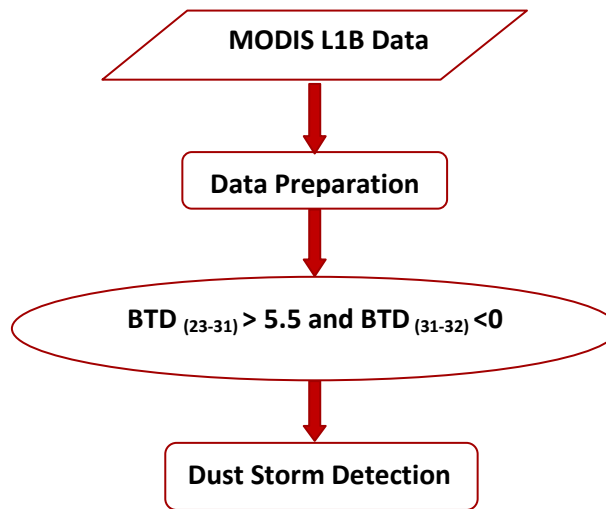 MODIS L1B Data
Data Preparation
BTD (23-31) > 5.5 and BTD (31-32) <0
Dust Storm Detection